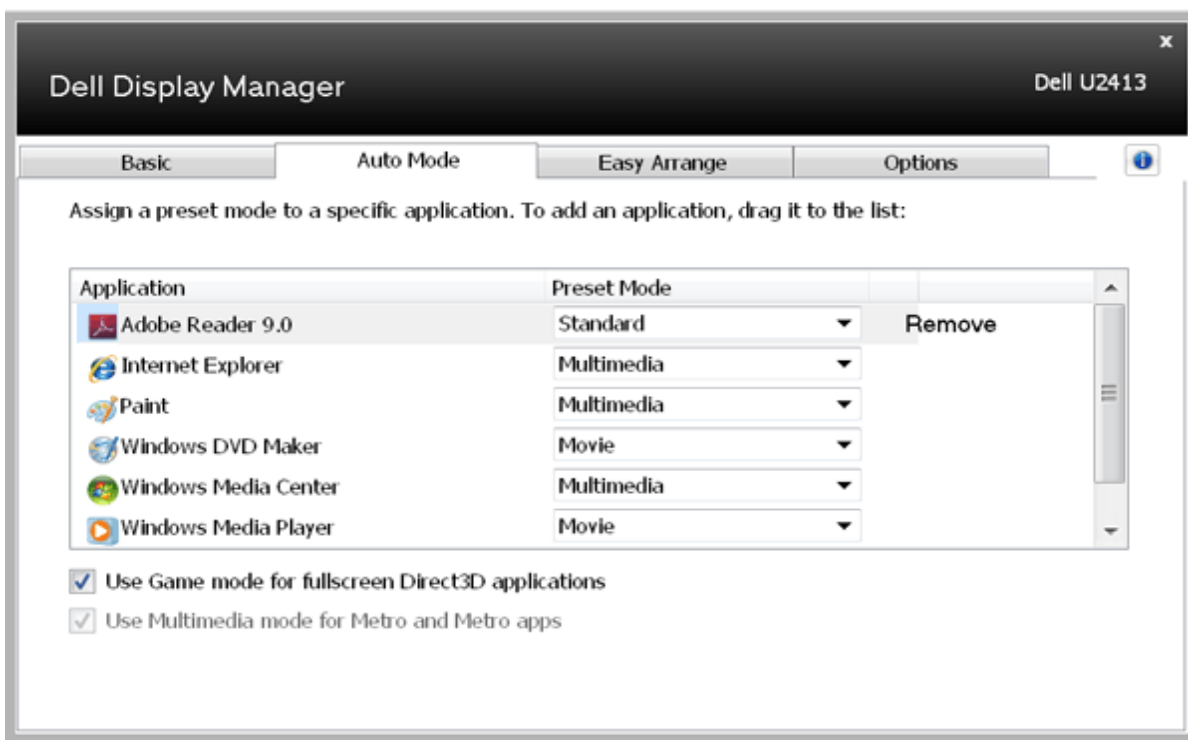 x
Dell Display Manager Dell U2413
Basic Auto Mode Easy Arrange Options
Assign a preset mode to a specific application. To add an application, drag it to the list:
Application Preset Mode
Adobe Reader 9.0 Standard Remove
Internet Explorer Multimedia
Paint Multimedia
Windows DVD Maker Movie
Windows Media Center Multimedia
Windows Media Player Movie
Use Game mode for fullscreen Direct3D applications
Use Multimedia mode for Metro and Metro apps